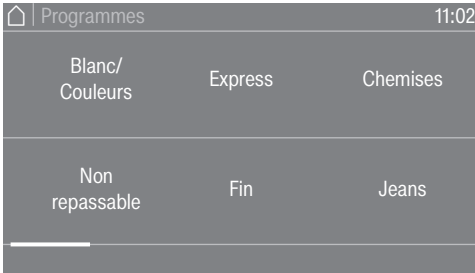 Programmes 11:02
Blanc/
Couleurs
Express
Chemises
Non
repassable
Fin
Jeans